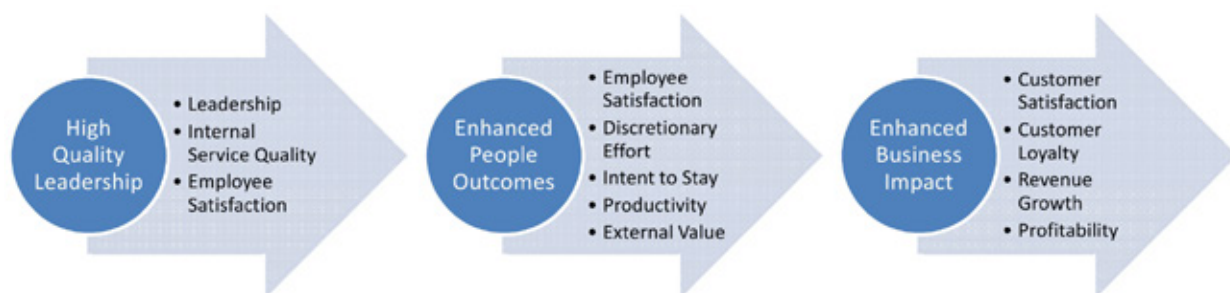 High
Quality
Leadership
• Leadership
• Internal
Service Quality
• Employee
Satisfaction
Enhanced
People
Outcomes
• Employee
Satisfaction
• Discretionary
Effort
• Intent to Stay
• Productivity
• External Value
Enhanced
Business
Impact
• Customer
Satisfaction
• Customer
Loyalty
• Revenue
Growth
• Profitability